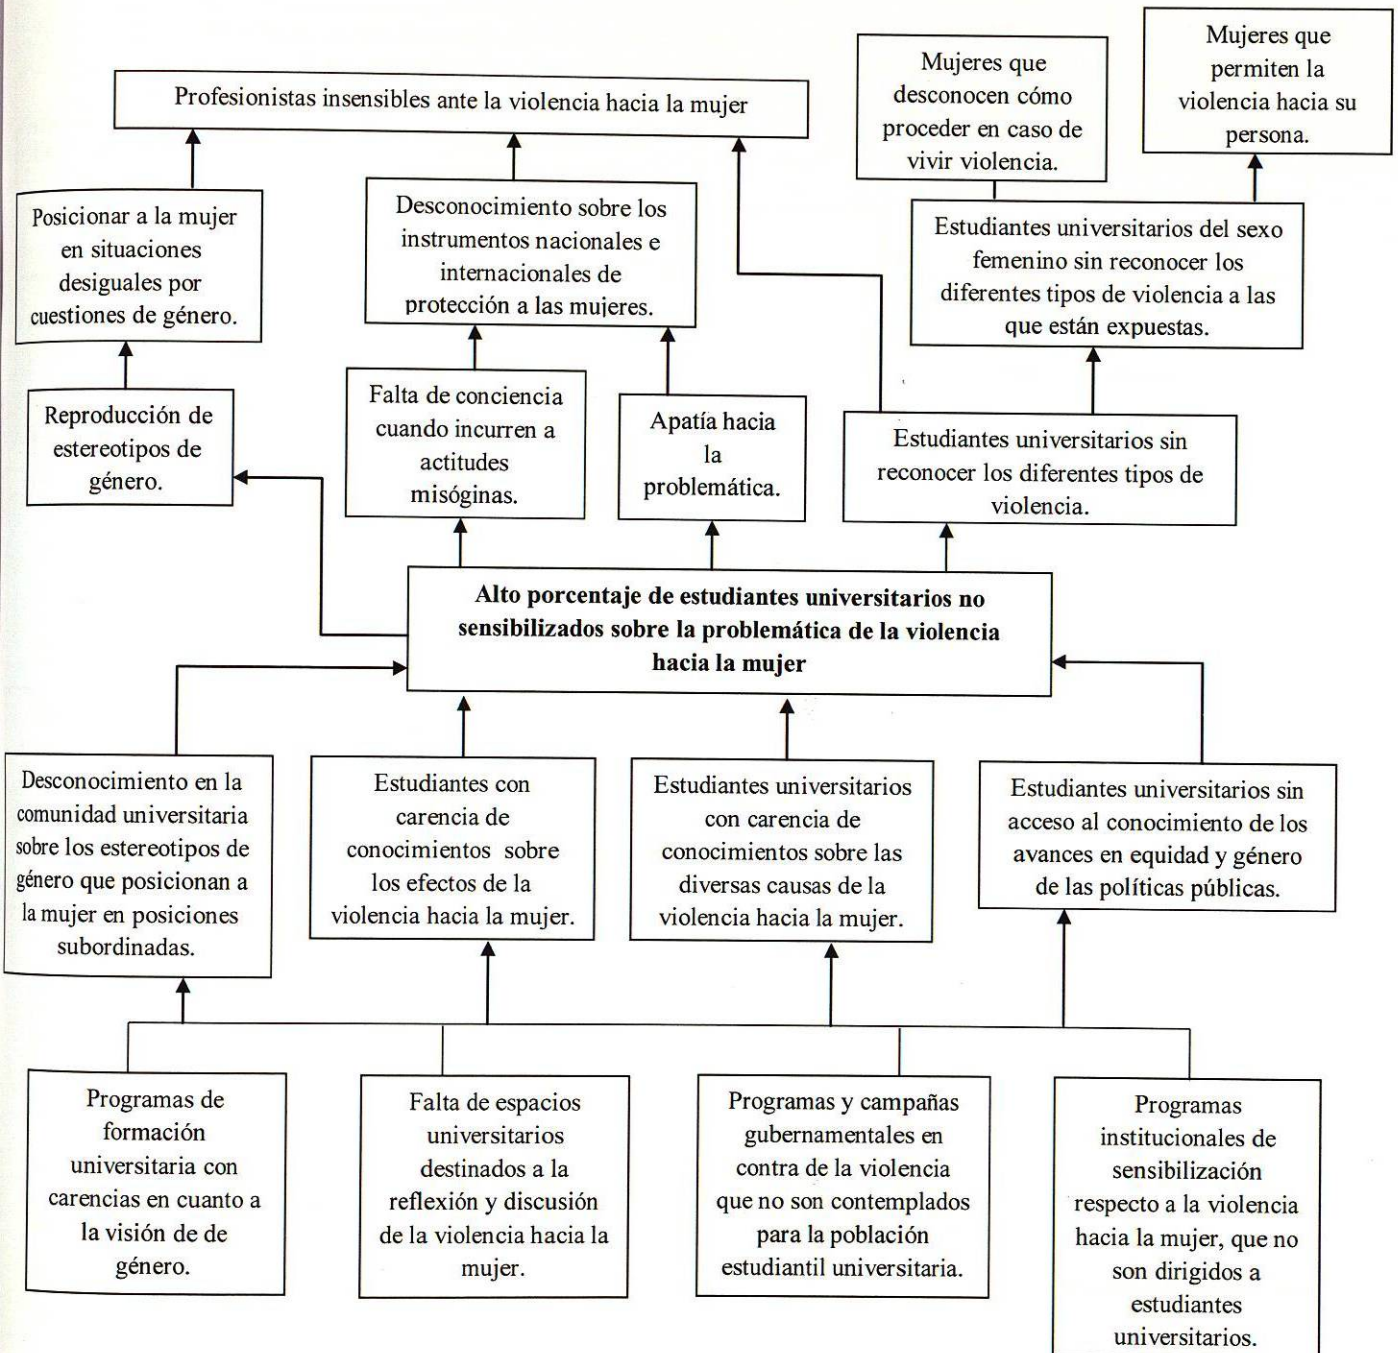 Profesionistas insensibles ante la violencia hacia la mujer
Mujeres que
desconocen cómo
proceder en caso de
vivir violencia.
Mujeres que
permiten la
violencia hacia su
persona.
Posicionar a la mujer
en situaciones
desiguales por
cuestiones de género.
Desconocimiento sobre los
instrumentos nacionales e
internacionales de
protección a las mujeres.
Estudiantes universitarios del sexo
femenino sin reconocer los
diferentes tipos de violencia a las
que están expuestas.
Reproducción de
estereotipos de
género.
Falta de conciencia
cuando incurren a
actitudes
misóginas.
Apatía hacia
la
problemática.
Estudiantes universitarios sin
reconocer los diferentes tipos de
violencia.
Alto porcentaje de estudiantes universitarios no
sensibilizados sobre la problemática de la violencia
hacia la mujer
Desconocimiento en la
comunidad universitaria
sobre los estereotipos de
género que posicionan a
la mujer en posiciones
subordinadas.
Estudiantes con
carencia de
conocimientos sobre
los efectos de la
violencia hacia la mujer.
Estudiantes universitarios
con carencia de
conocimientos sobre las
diversas causas de la
violencia hacia la mujer.
Estudiantes universitarios sin
acceso al conocimiento de los
avances en equidad y género
de las políticas públicas.
Programas de
formación
universitaria con
carencias en cuanto a
la visión de de
género.
Falta de espacios
universitarios
destinados a la
reflexión y discusión
de la violencia hacia la
mujer.
Programas y campañas
gubernamentales en
contra de la violencia
que no son contemplados
para la población
estudiantil universitaria.
Programas
institucionales de
sensibilización
respecto a la violencia
hacia la mujer, que no
son dirigidos a
estudiantes
universitarios.